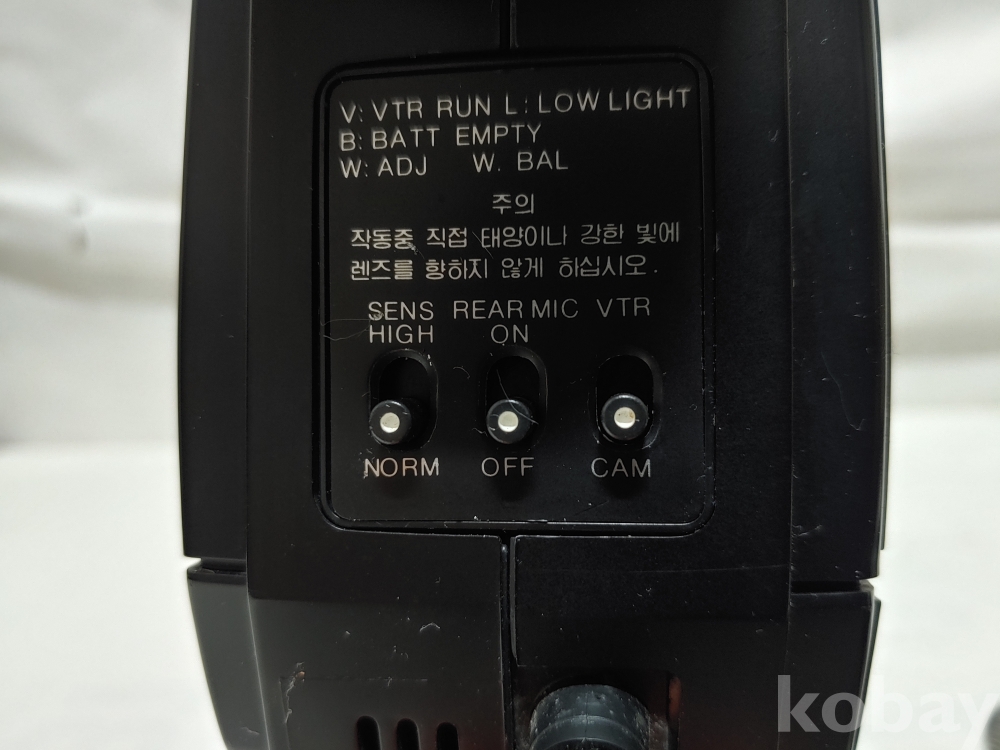 V: VTR RUN L: LOW LIGHT
B: BATT EMPTY
W: ADJ W. BAL
주의
작동중 직접 태양이나 강한 빛에
렌즈를 향하지 않게 하십시오.
SENS REAR MIC VTR
HIGH ON
NORM OFF CAM
kobay